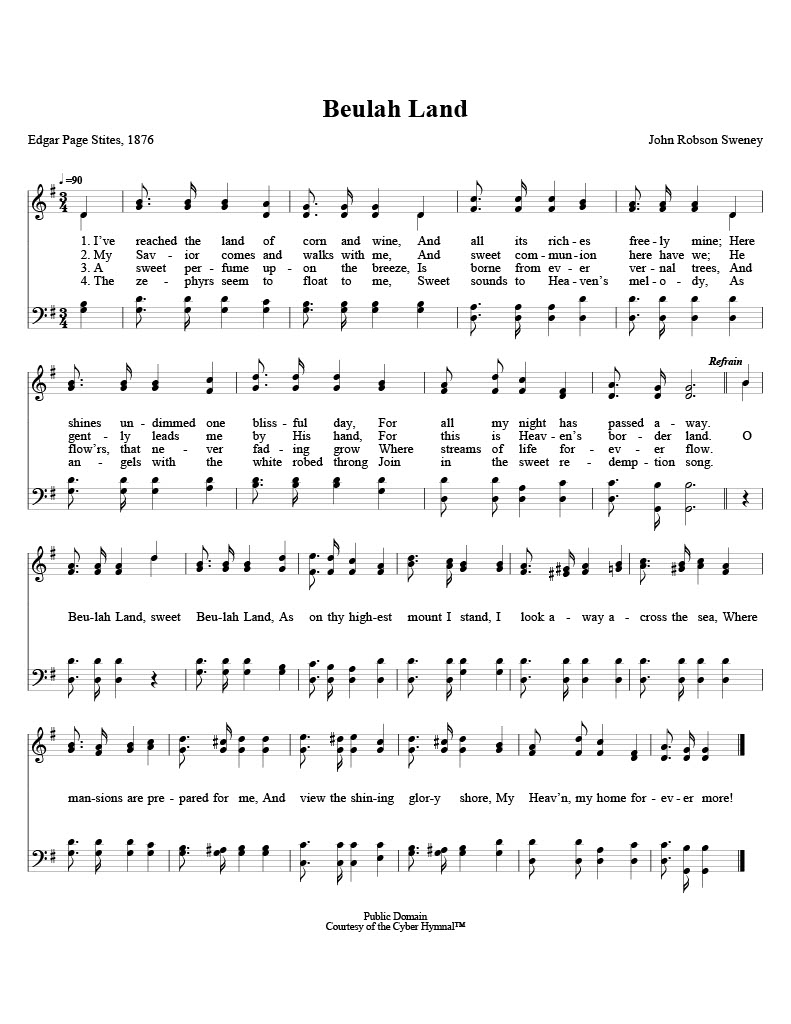 Beulah Land
Edgar Page Stites, 1876 John Robson Sweney
♩=90
3/4
1. I've reached the land of corn and wine, And all its rich - es free - ly mine; Here
2. My Sav - ior comes and walks with me, And sweet com - mun - ion here have we; He
3. A sweet per - fume up - on the breeze, Is borne from ev - er ver - nal trees, And
4. The ze - phyrs seem to float to me, Sweet sounds to Heav - en's mel - o - dy, As
3/4
Refrain
shines un - dimmed one bliss - ful day, For all my night has passed a - way.
gent - ly leads me by His hand, For this is Heav - en's bor - der land. O
flow'rs, that ne - ver fad - ing grow Where streams of life for - ev - er flow.
an - gels with the white robed throng Join in the sweet re - demp - tion song.
Beu - lah Land, sweet Beu - lah Land, As on thy high - est mount I stand, I look a - way a - cross the sea, Where
man - sions are pre - pared for me, And view the shin - ing glor - y shore, My Heav'n, my home for - ev - er more!
Public Domain
Courtesy of the Cyber Hymnal™